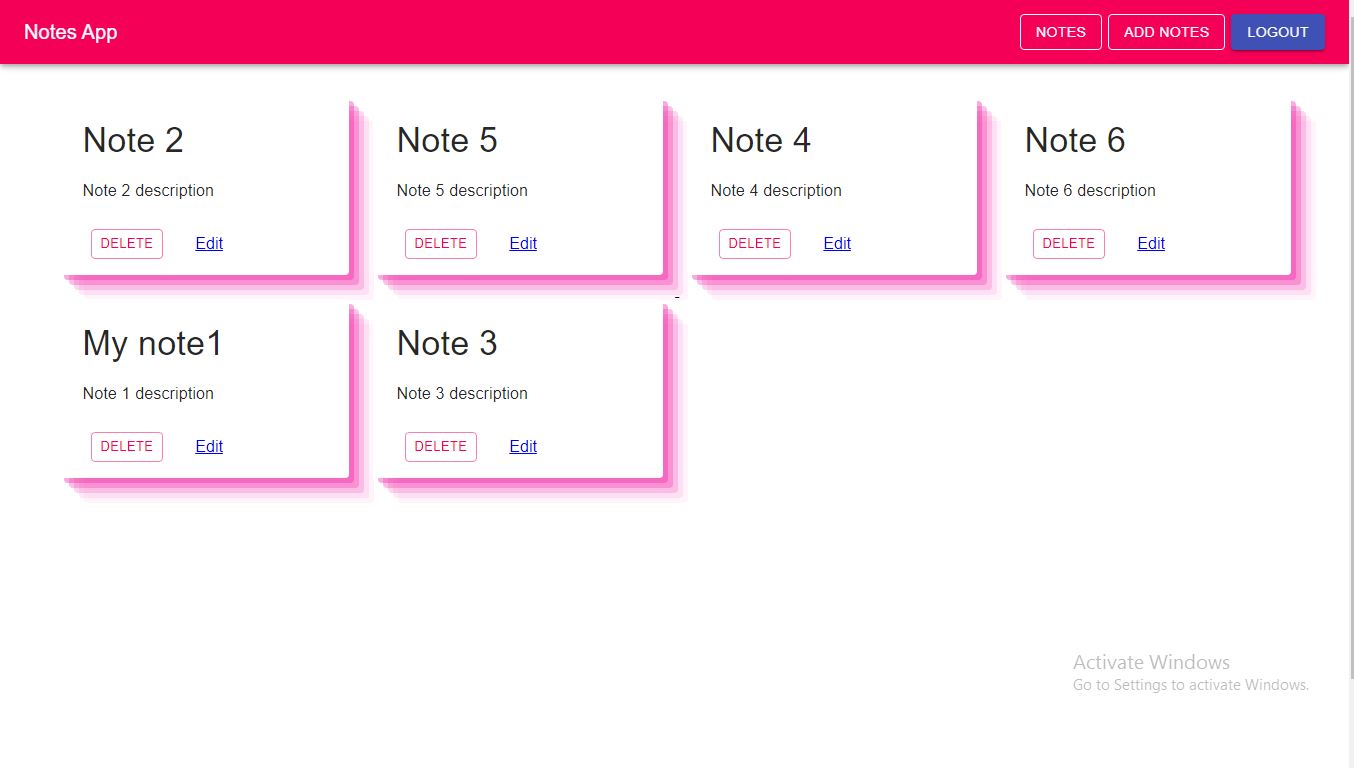 Notes App
NOTES
ADD NOTES
LOGOUT
Note 2
Note 2 description
DELETE
Edit
Note 5
Note 5 description
DELETE
Edit
Note 4
Note 4 description
DELETE
Edit
Note 6
Note 6 description
DELETE
Edit
My note1
Note 1 description
DELETE
Edit
Note 3
Note 3 description
DELETE
Edit
Activate Windows
Go to Settings to activate Windows.